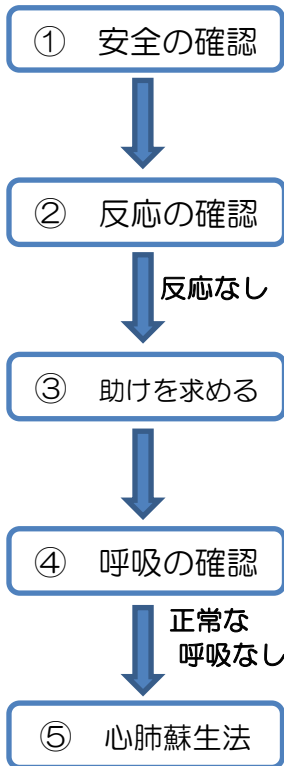 ① 安全の確認
② 反応の確認
反応なし
③ 助けを求める
④ 呼吸の確認
正常な
呼吸なし
⑤ 心肺蘇生法